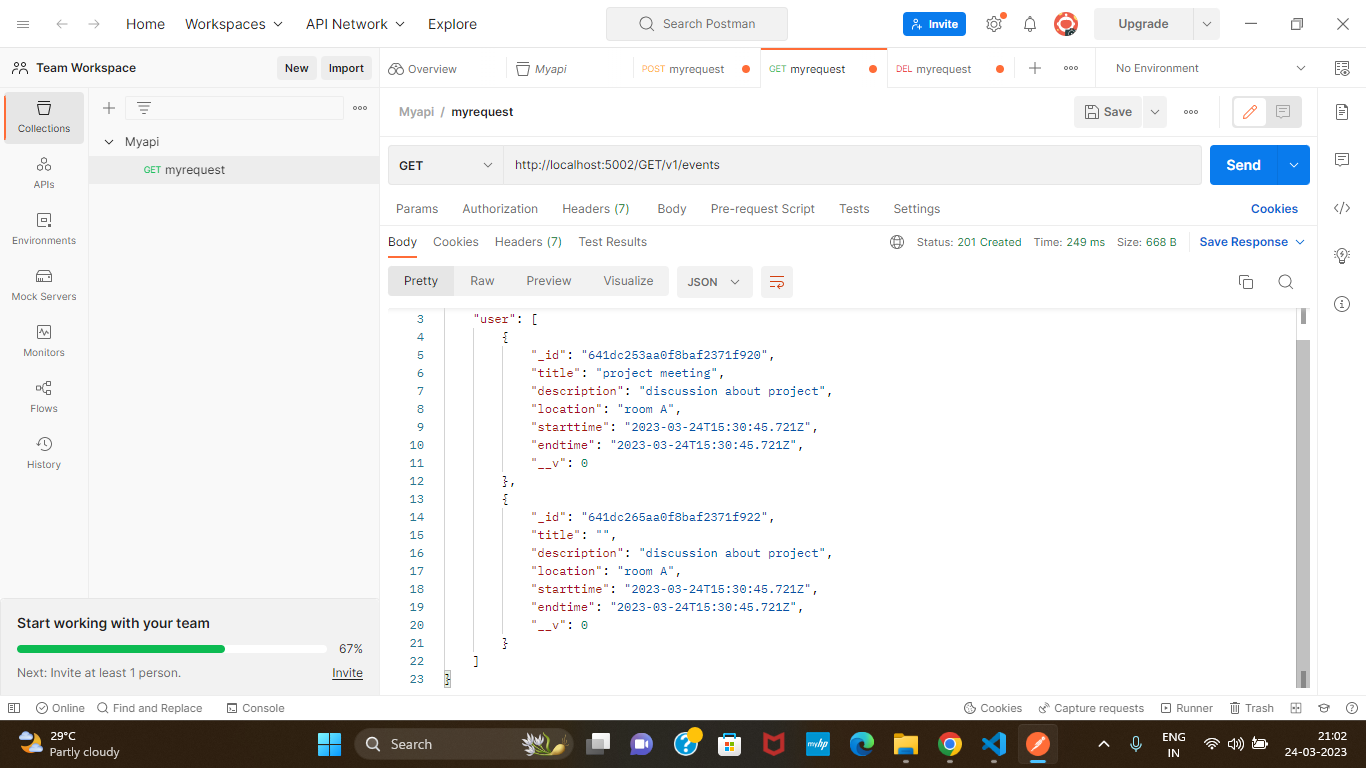 Home
Workspaces
API Network
Explore
Search Postman
Invite
Upgrade
Team Workspace
New
Import
Overview
Myapi
POST myrequest
GET myrequest
DEL myrequest
No Environment
Collections
APIs
Environments
Mock Servers
Monitors
Flows
History
Myapi
GET myrequest
Myapi / myrequest
Save
GET
http://localhost:5002/GET/v1/events
Send
Params
Authorization
Headers (7)
Body
Pre-request Script
Tests
Settings
Cookies
Body
Cookies
Headers (7)
Test Results
Status: 201 Created
Time: 249 ms
Size: 668 B
Save Response
Pretty
Raw
Preview
Visualize
JSON
3 "user": [
4 {
5 "_id": "641dc253aa0f8baf2371f920",
6 "title": "project meeting",
7 "description": "discussion about project",
8 "location": "room A",
9 "starttime": "2023-03-24T15:30:45.721Z",
10 "endtime": "2023-03-24T15:30:45.721Z",
11 "__v": 0
12 },
13 {
14 "_id": "641dc265aa0f8baf2371f922",
15 "title": "",
16 "description": "discussion about project",
17 "location": "room A",
18 "starttime": "2023-03-24T15:30:45.721Z",
19 "endtime": "2023-03-24T15:30:45.721Z",
20 "__v": 0
21 }
22 ]
23 }
Start working with your team
67%
Next: Invite at least 1 person.
Invite
Online
Find and Replace
Console
Cookies
Capture requests
Runner
Trash
29°C
Partly cloudy
Search
myhp
ENG
IN
21:02
24-03-2023